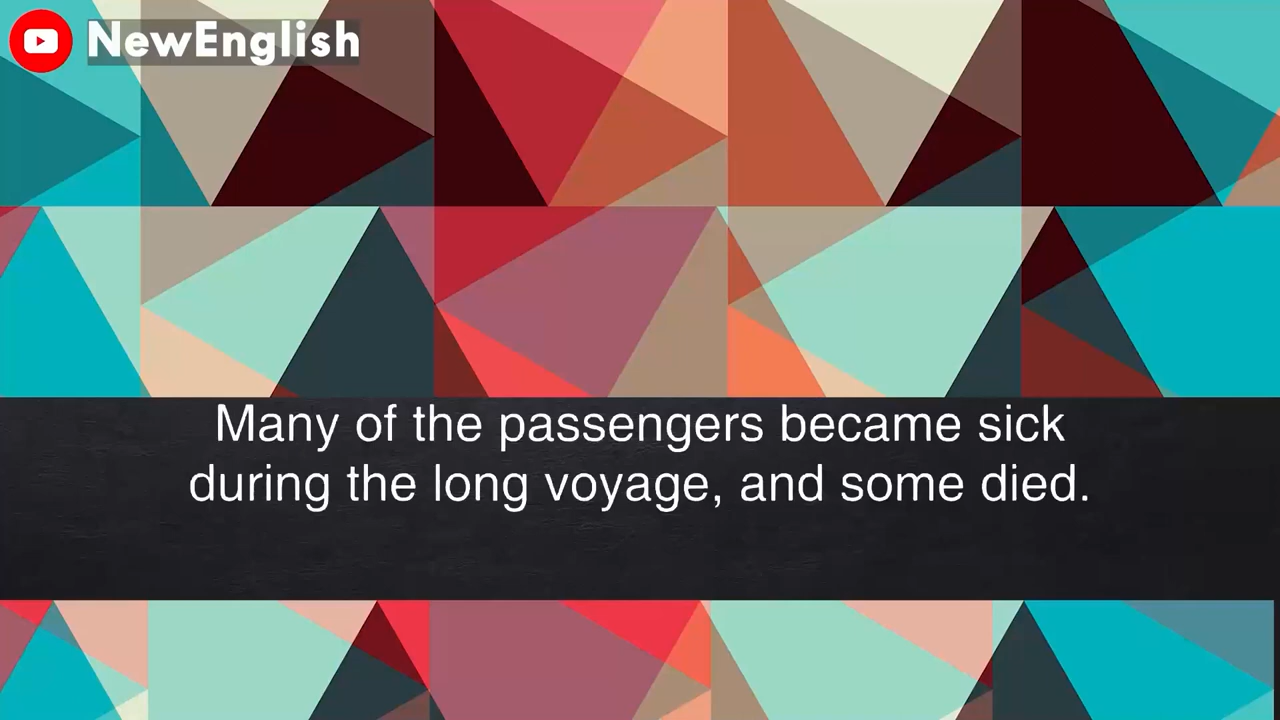 NewEnglish
Many of the passengers became sick
during the long voyage, and some died.